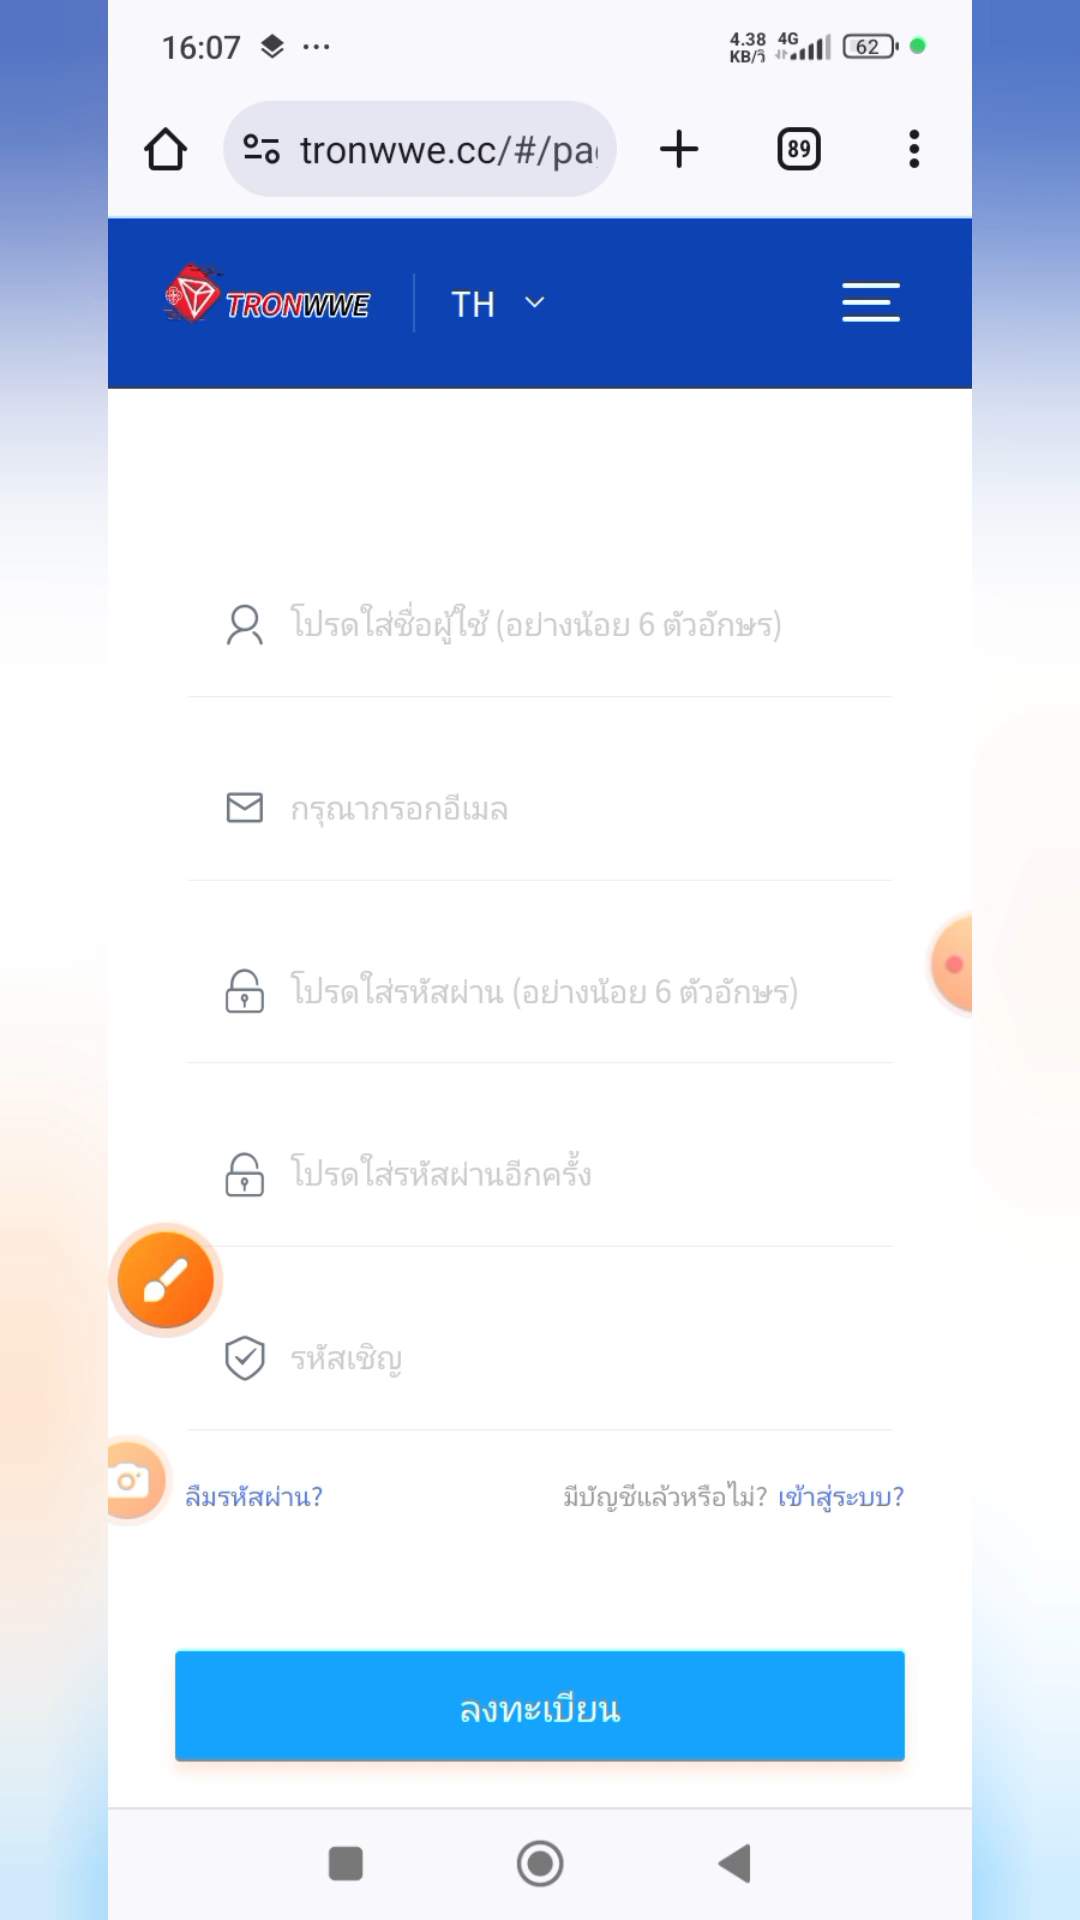 16:07
4.38 KB/วิ 4G 62
tronwwe.cc/#/pa
89
TRONWWE
TH
โปรดใส่ชื่อผู้ใช้ (อย่างน้อย 6 ตัวอักษร)
กรุณากรอกอีเมล
โปรดใส่รหัสผ่าน (อย่างน้อย 6 ตัวอักษร)
โปรดใส่รหัสผ่านอีกครั้ง
รหัสเชิญ
ลืมรหัสผ่าน?
มีบัญชีแล้วหรือไม่? เข้าสู่ระบบ?
ลงทะเบียน